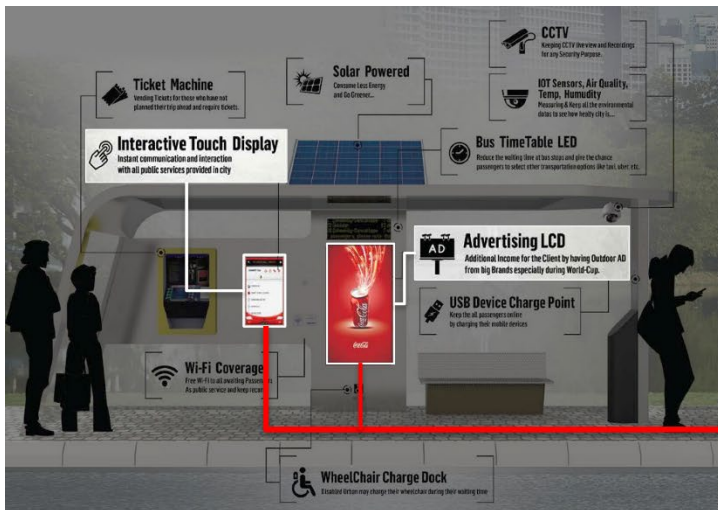 CCTV
Keeping CCTV live view and Recordings
for any Security Purpose.
Solar Powered
Consume Less Energy
and Go Greener...
Ticket Machine
Vending Tickets for those who have not
planned their trip ahead and require tickets.
IOT Sensors, Air Quality,
Temp, Humudity
Measuring & Keep all the environmental
datas to see how healty city is...
Interactive Touch Display
Instant communication and interaction
with all public services provided in city
Bus TimeTable LED
Reduce the waiting time at bus stops and give the chance
passengers to select other transportation options like taxi, uber, etc.
AD
Advertising LCD
Additional Income for the Client by having Outdoor AD
from big Brands especially during World-Cup.
USB Device Charge Point
Keep the all passengers online
by charging their mobile devices
Coca-Cola
Wi-Fi Coverage
Free Wi-Fi to all awaiting Passengers
As public service and keep
WheelChair Charge Dock
Disabled Urban may charge their wheelchair during their waiting time